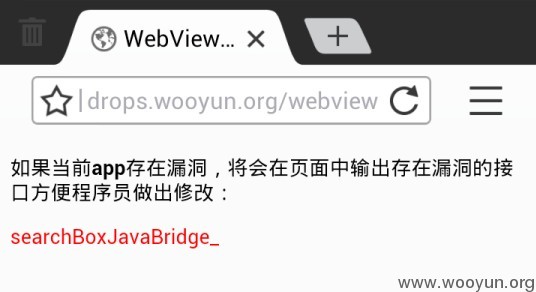 WebView...
drops.wooyun.org/webview
如果当前app存在漏洞，将会在页面中输出存在漏洞的接
口方便程序员做出修改：
searchBoxJavaBridge_
www.wooyun.org